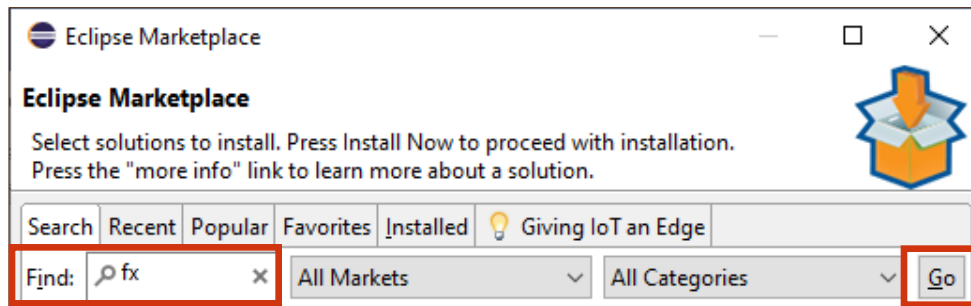 Eclipse Marketplace
Eclipse Marketplace
Select solutions to install. Press Install Now to proceed with installation.
Press the "more info" link to learn more about a solution.
Search Recent Popular Favorites Installed Giving IoT an Edge
Find: fx All Markets All Categories Go